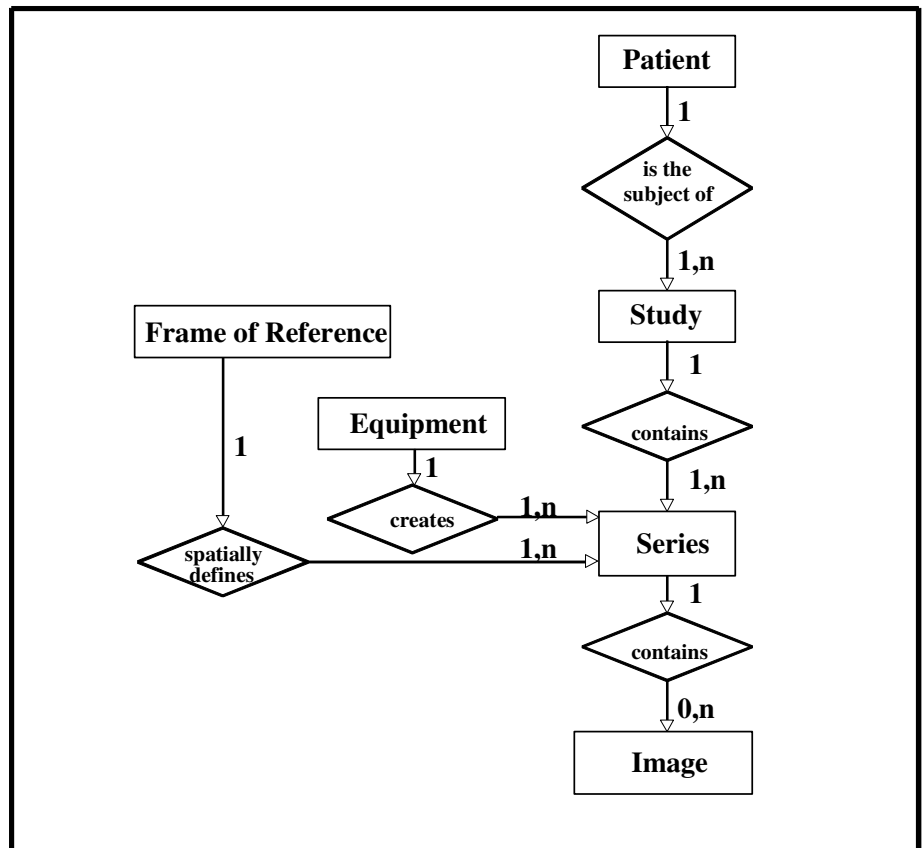 Patient
1
is the
subject of
1,n
Study
Frame of Reference
1
Equipment
contains
1
1
1,n
creates
1,n
Series
spatially
defines
1,n
1
contains
0,n
Image